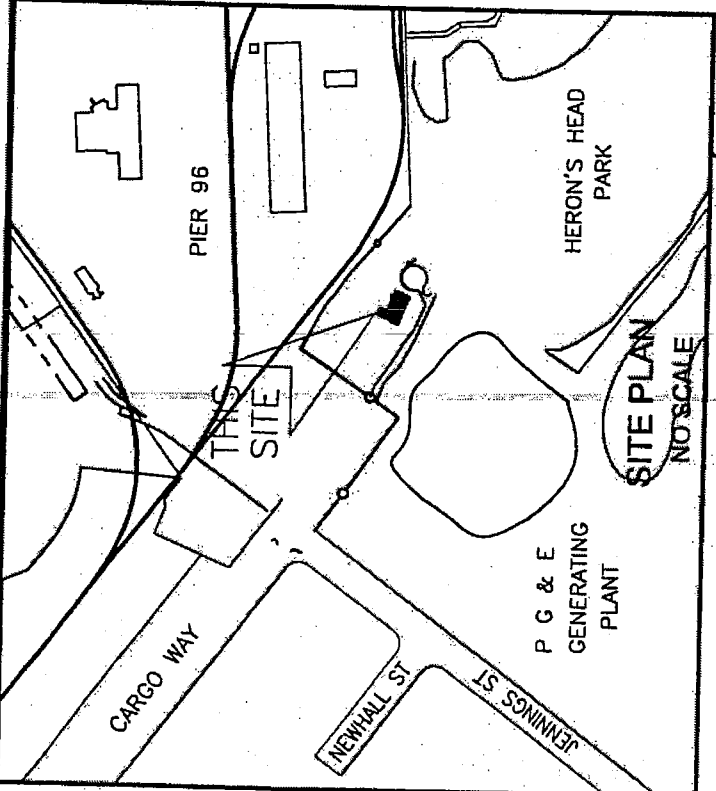 PIER 96
HERON'S HEAD
PARK
THIS
SITE
SITE PLAN
NO SCALE
P G & E
GENERATING
PLANT
CARGO WAY
NEWHALL ST
JENNINGS ST